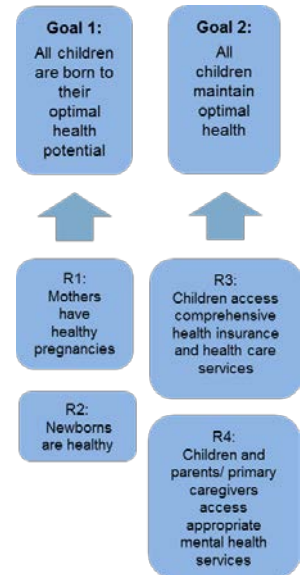 Goal 1:
All children
are born to
their
optimal
health
potential
Goal 2:
All
children
maintain
optimal
health
R1:
Mothers
have
healthy
pregnancies
R2:
Newborns
are healthy
R3:
Children access
comprehensive
health insurance
and health care
services
R4:
Children and
parents/ primary
caregivers
access
appropriate
mental health
services